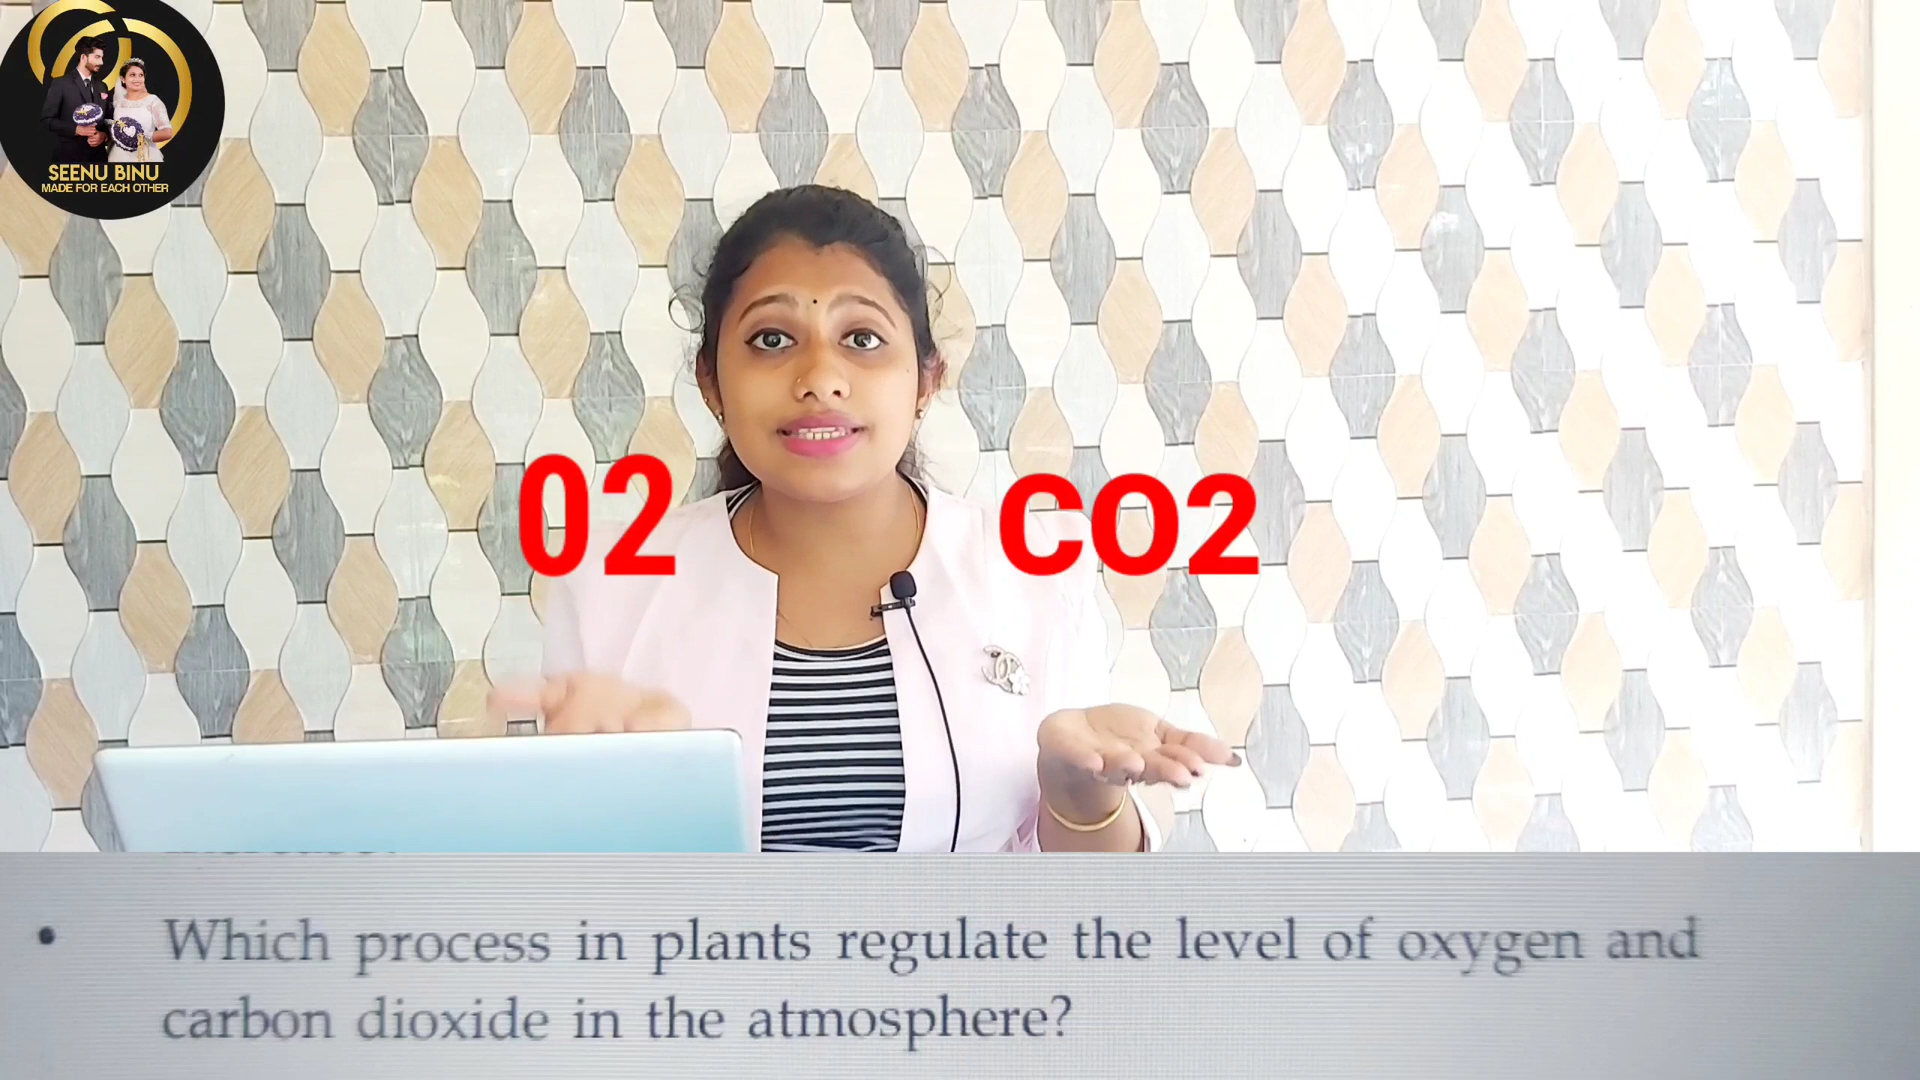 SEENU BINU
MADE FOR EACH OTHER
02 CO2
• Which process in plants regulate the level of oxygen and
carbon dioxide in the atmosphere?